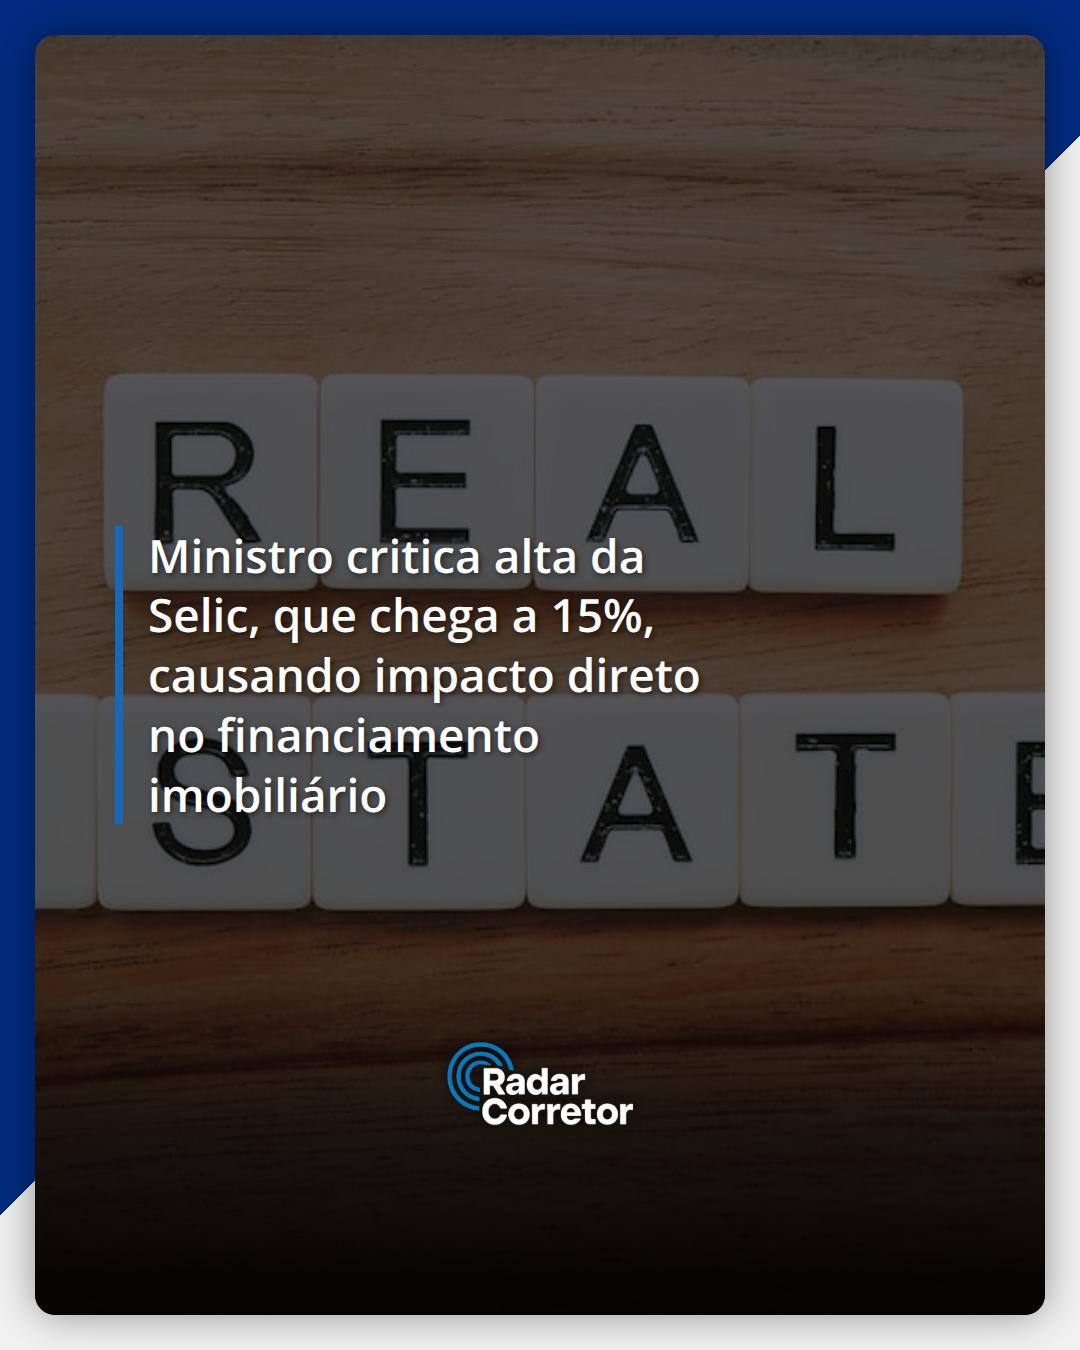 REAL
Ministro critica alta da
Selic, que chega a 15%,
causando impacto direto
no financiamento
imobiliário
STATE
Radar
Corretor